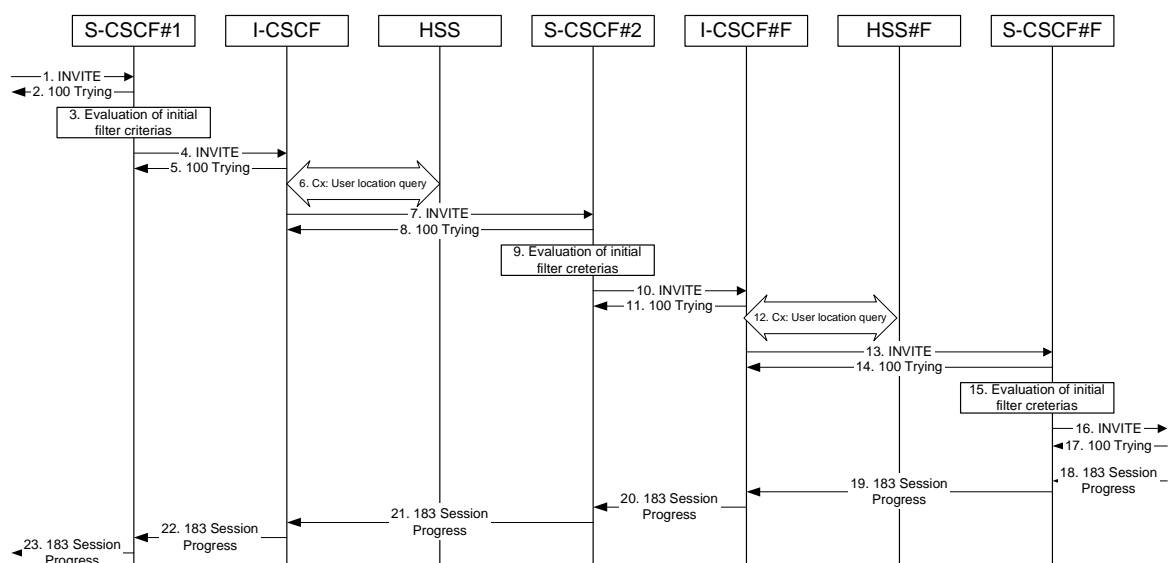 S-CSCF#1
I-CSCF
HSS
S-CSCF#2
I-CSCF#F
HSS#F
S-CSCF#F
1. INVITE
2. 100 Trying
3. Evaluation of initial
filter criterias
4. INVITE
5. 100 Trying
6. Cx: User location query
7. INVITE
8. 100 Trying
9. Evaluation of initial
filter creterias
10. INVITE
11. 100 Trying
12. Cx: User location query
13. INVITE
14. 100 Trying
15. Evaluation of initial
filter creterias
16. INVITE
17. 100 Trying
18. 183 Session
Progress
19. 183 Session
Progress
20. 183 Session
Progress
21. 183 Session
Progress
22. 183 Session
Progress
23. 183 Session
Progress